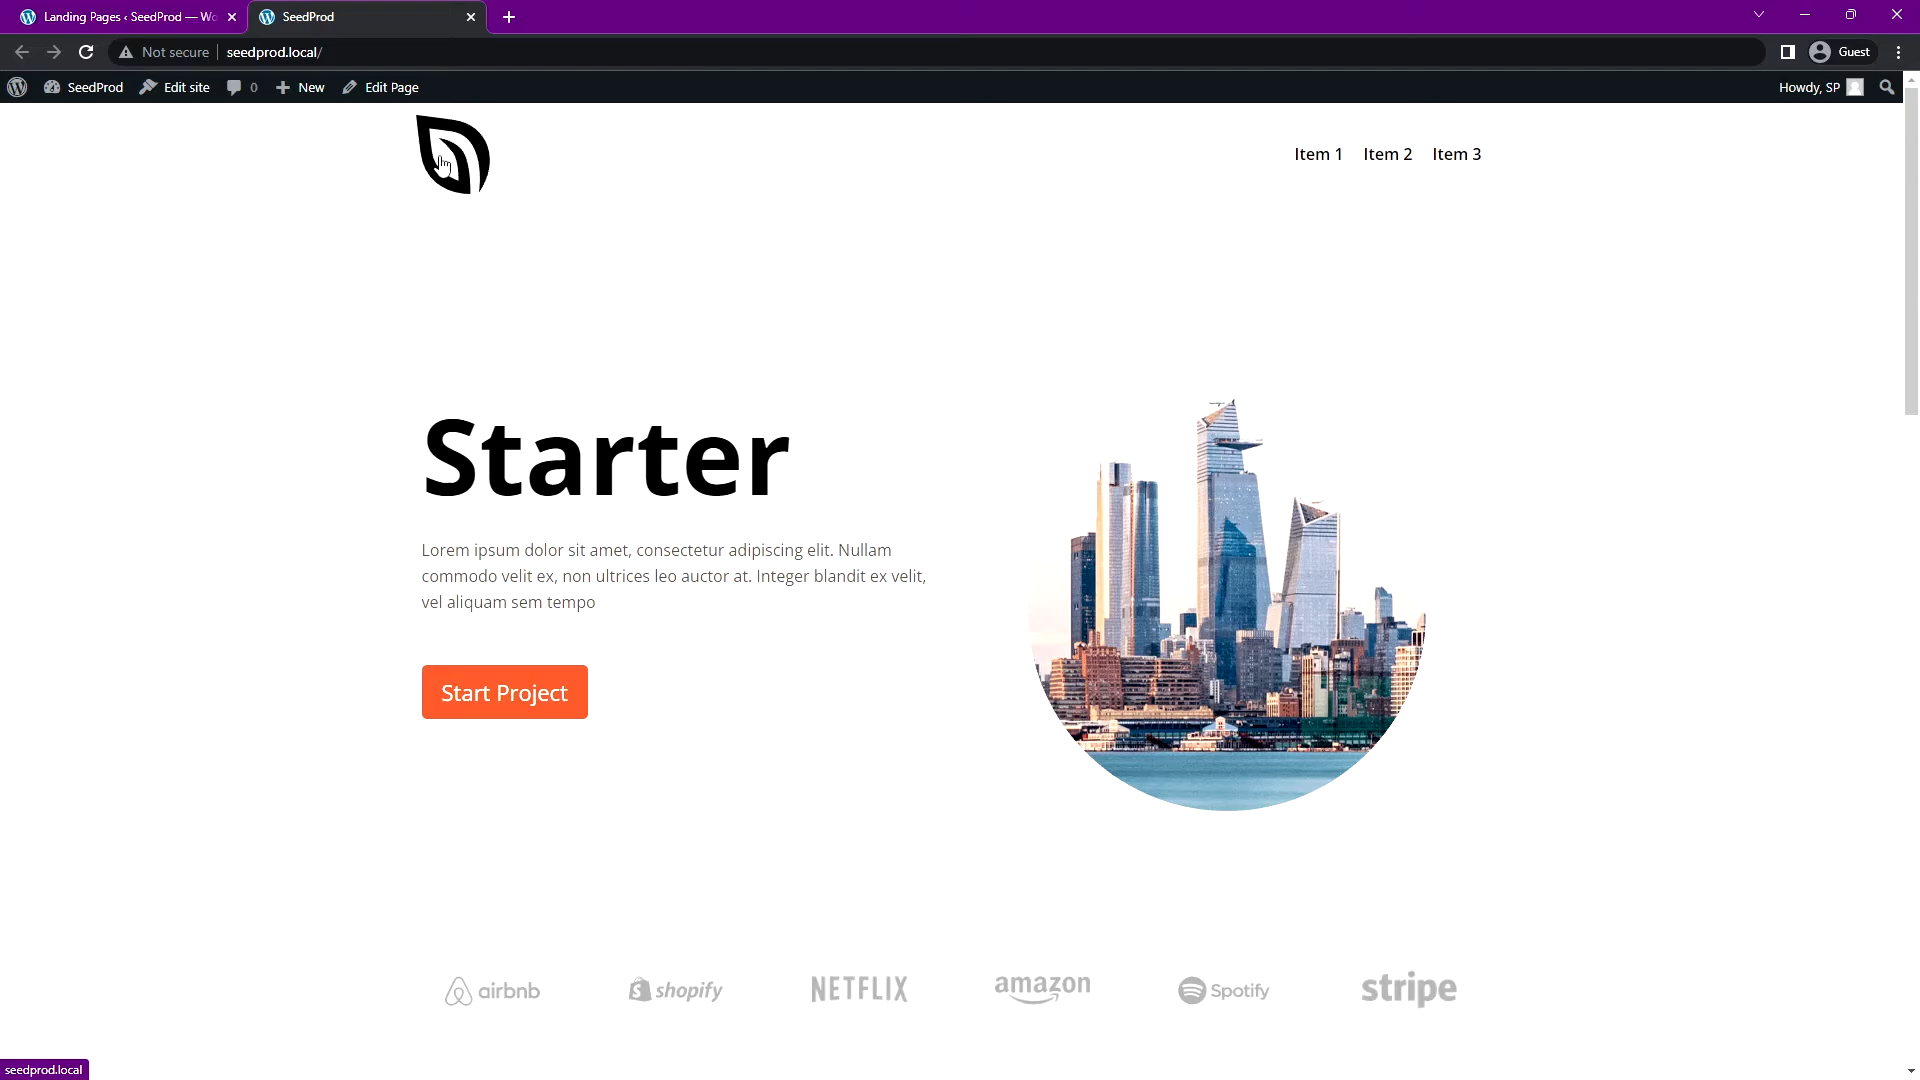 Landing Pages ‹ SeedProd — Wo
SeedProd
Not secure
seedprod.local/
Guest
SeedProd
Edit site
0
New
Edit Page
Howdy, SP
Item 1
Item 2
Item 3
Starter
Lorem ipsum dolor sit amet, consectetur adipiscing elit. Nullam
commodo velit ex, non ultrices leo auctor at. Integer blandit ex velit,
vel aliquam sem tempo
Start Project
airbnb
shopify
NETFLIX
amazon
Spotify
stripe
seedprod.local